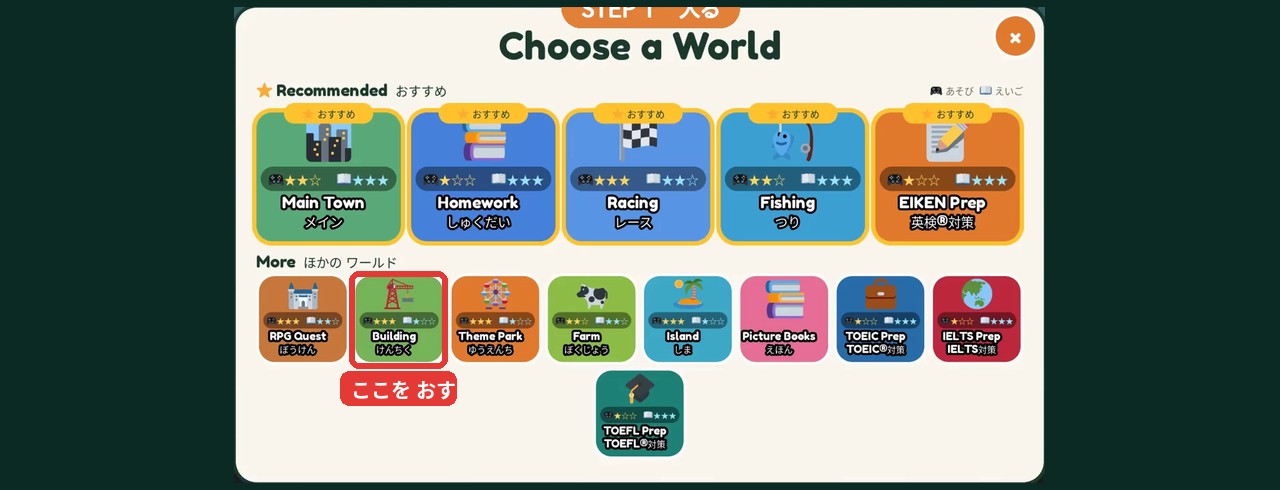 STEP 1 入る
Choose a World
Recommended おすすめ
あそび えいご
おすすめ
おすすめ
おすすめ
おすすめ
おすすめ
Main Town
メイン
Homework
しゅくだい
Racing
レース
Fishing
つり
EIKEN Prep
英検®対策
More ほかの ワールド
RPG Quest
ぼうけん
Building
けんちく
Theme Park
ゆうえんち
Farm
ぼくじょう
Island
しま
Picture Books
えほん
TOEIC Prep
TOEIC®対策
IELTS Prep
IELTS対策
ここを おす
TOEFL Prep
TOEFL®対策